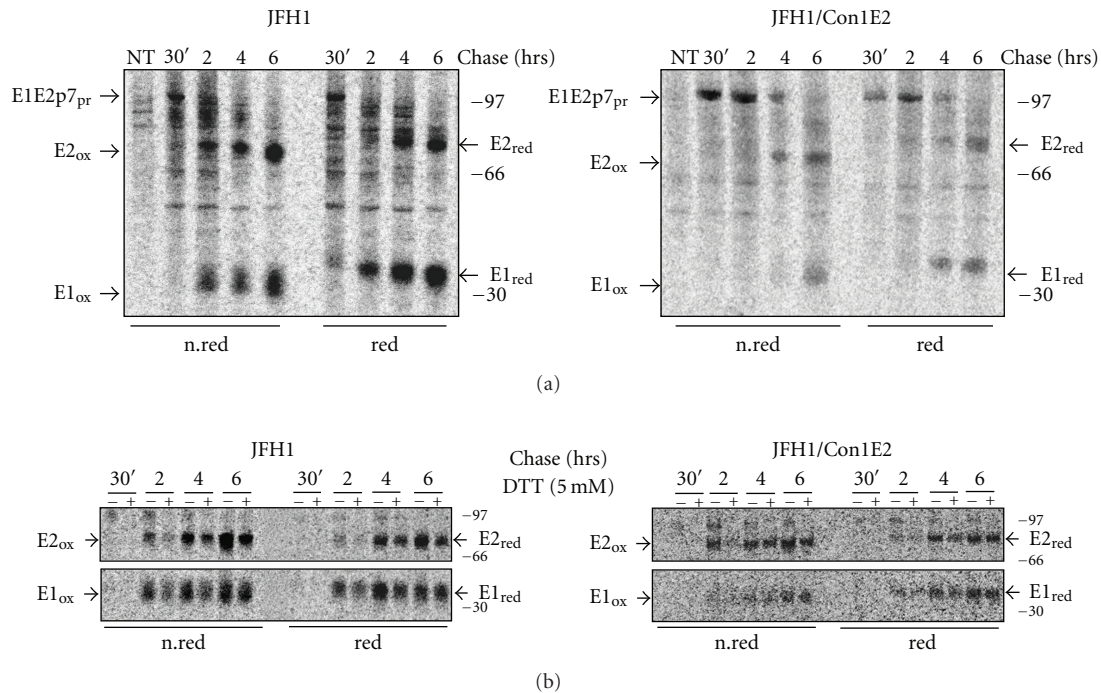 JFH1
JFH1/Con1E2
NT 30′ 2 4 6 30′ 2 4 6 Chase (hrs)
NT 30′ 2 4 6 30′ 2 4 6 Chase (hrs)
E1E2p7pr
−97
E2ox
E2red
−66
E1red
E1ox
−30
n.red
red
E1E2p7pr
−97
E2ox
E2red
−66
E1red
E1ox
−30
n.red
red
(a)
JFH1
Chase (hrs)
DTT (5 mM)
JFH1/Con1E2
30′ 2 4 6 30′ 2 4 6
− + − + − + − + − + − + − + − +
30′ 2 4 6 30′ 2 4 6
− + − + − + − + − + − + − + − +
−97
E2ox
E2red
−66
E1ox
E1red
−30
n.red
red
−97
E2ox
E2red
−66
E1ox
E1red
−30
n.red
red
(b)